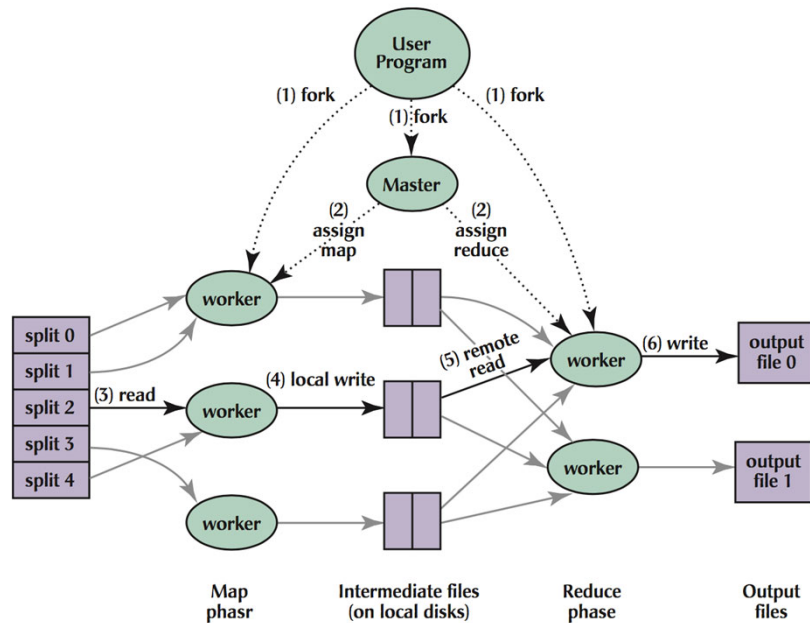 User
Program
(1) fork
(1) fork
(1) fork
Master
(2)
assign
map
(2)
assign
reduce
worker
split 0
split 1
split 2
split 3
split 4
(3) read
worker
(4) local write
worker
(5) remote
read
worker
(6) write
output
file 0
worker
output
file 1
Map
phasr
Intermediate files
(on local disks)
Reduce
phase
Output
files